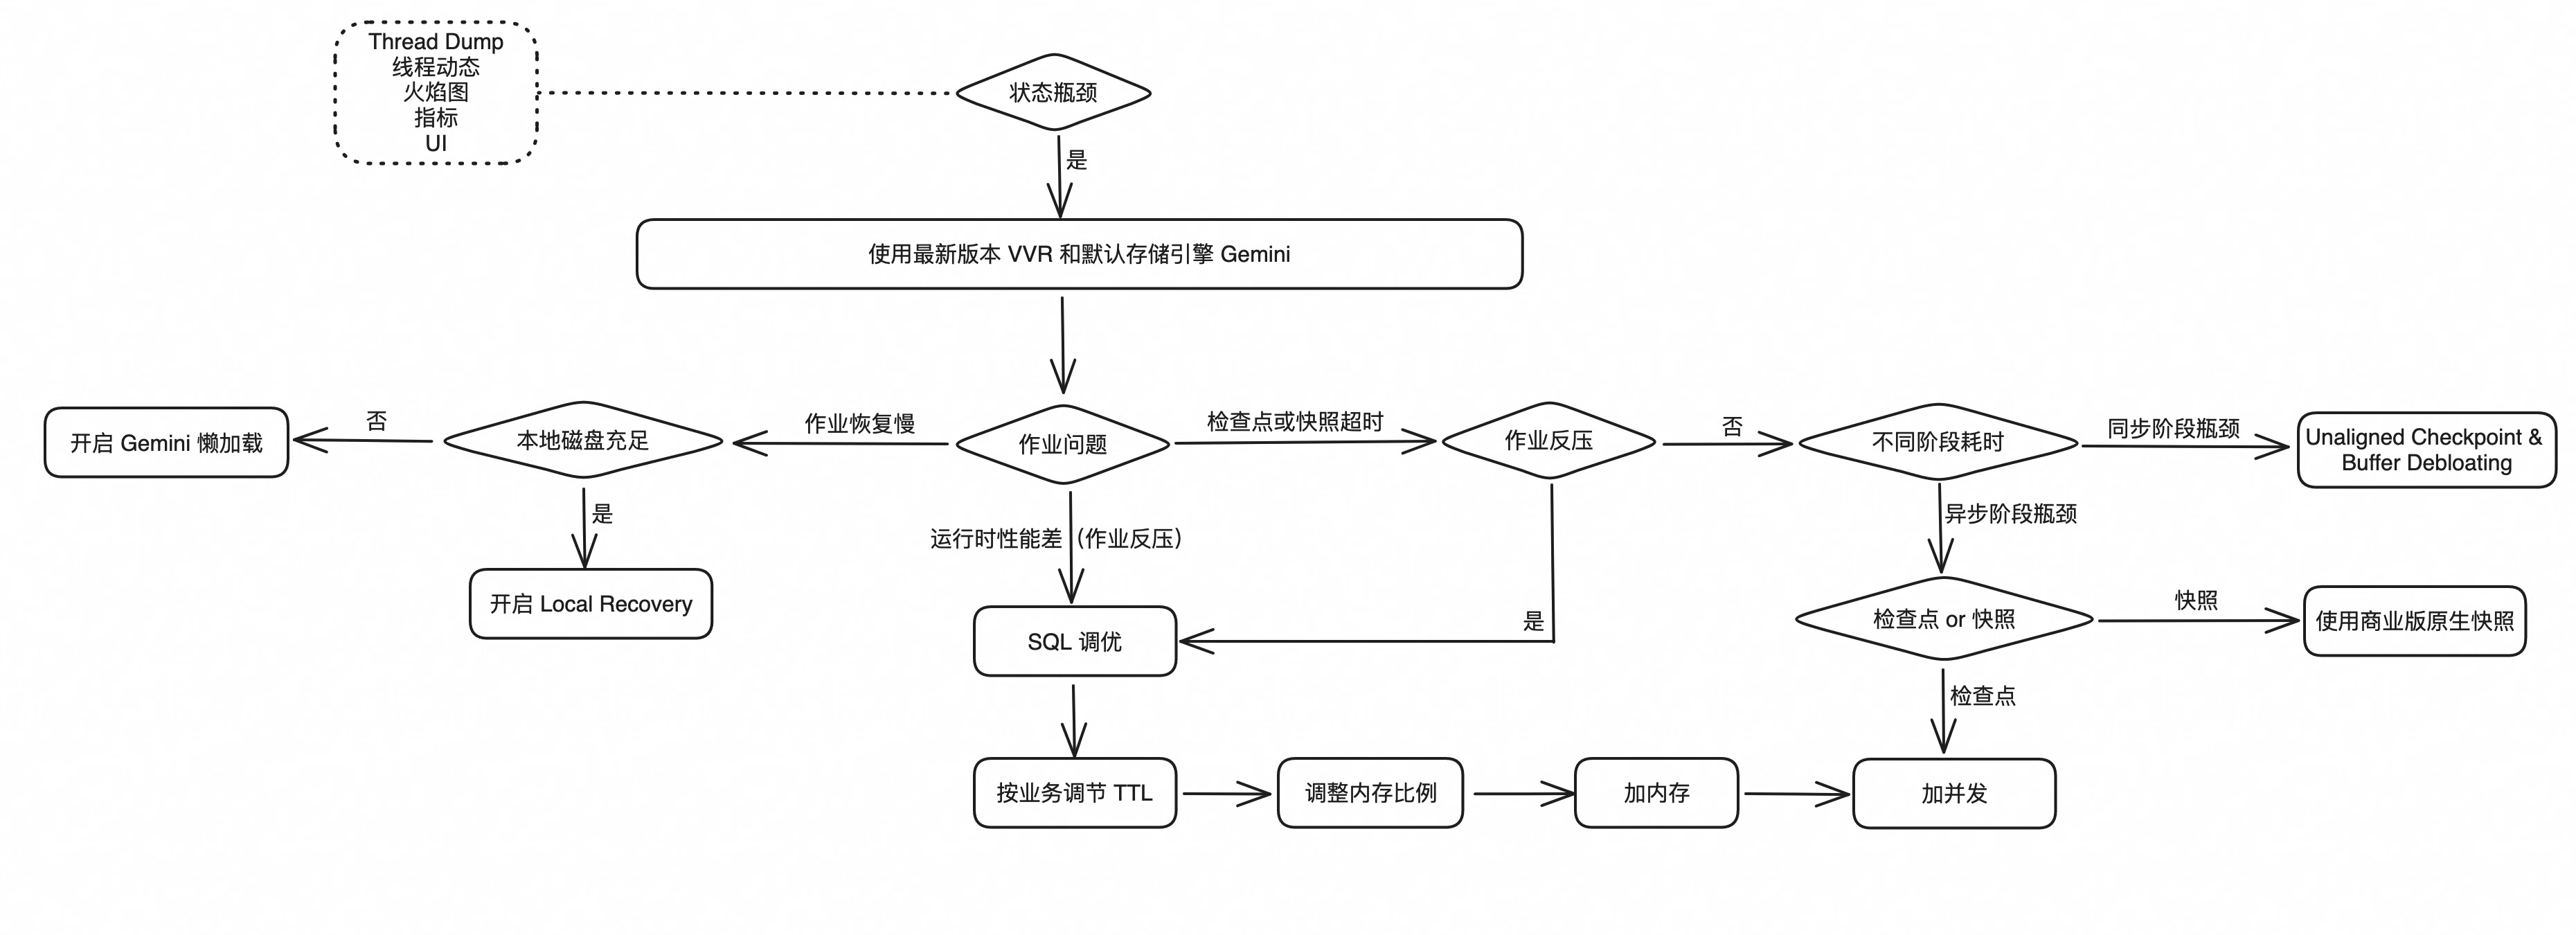 Thread Dump
线程动态
火焰图
指标
UI
状态瓶颈
是
使用最新版本 VVR 和默认存储引擎 Gemini
开启 Gemini 懒加载
否
本地磁盘充足
作业恢复慢
作业问题
检查点或快照超时
作业反压
否
不同阶段耗时
同步阶段瓶颈
Unaligned Checkpoint &
Buffer Debloating
是
运行时性能差（作业反压）
异步阶段瓶颈
开启 Local Recovery
SQL 调优
是
检查点 or 快照
快照
使用商业版原生快照
检查点
按业务调节 TTL
调整内存比例
加内存
加并发